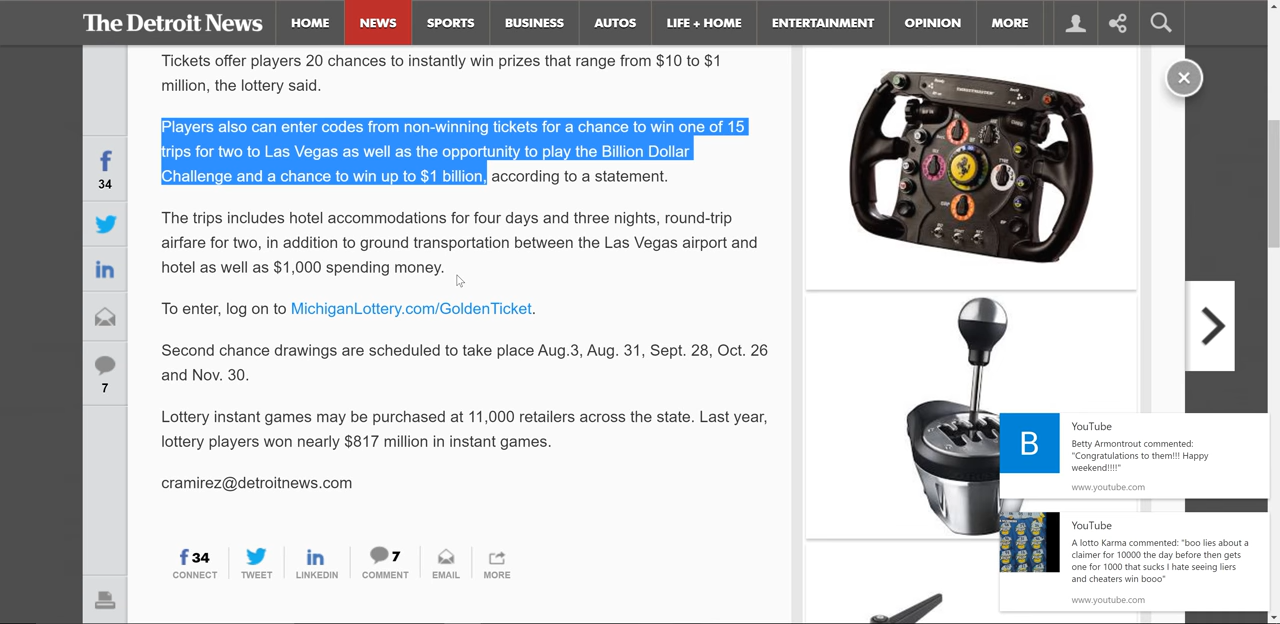 The Detroit News
HOME
NEWS
SPORTS
BUSINESS
AUTOS
LIFE + HOME
ENTERTAINMENT
OPINION
MORE
Tickets offer players 20 chances to instantly win prizes that range from $10 to $1
million, the lottery said.
Players also can enter codes from non-winning tickets for a chance to win one of 15
trips for two to Las Vegas as well as the opportunity to play the Billion Dollar
Challenge and a chance to win up to $1 billion, according to a statement.
The trips includes hotel accommodations for four days and three nights, round-trip
airfare for two, in addition to ground transportation between the Las Vegas airport and
hotel as well as $1,000 spending money.
To enter, log on to MichiganLottery.com/GoldenTicket.
Second chance drawings are scheduled to take place Aug.3, Aug. 31, Sept. 28, Oct. 26
and Nov. 30.
Lottery instant games may be purchased at 11,000 retailers across the state. Last year,
lottery players won nearly $817 million in instant games.
cramirez@detroitnews.com
f
34
in
7
f 34
CONNECT
TWEET
in
LINKEDIN
7
COMMENT
EMAIL
MORE
THRUSTMASTER
B
YouTube
Betty Armontrout commented:
"Congratulations to them!!! Happy
weekend!!!!"
www.youtube.com
YouTube
A lotto Karma commented: "boo lies about a
claimer for 10000 the day before then gets
one for 1000 that sucks I hate seeing liers
and cheaters win booo"
www.youtube.com